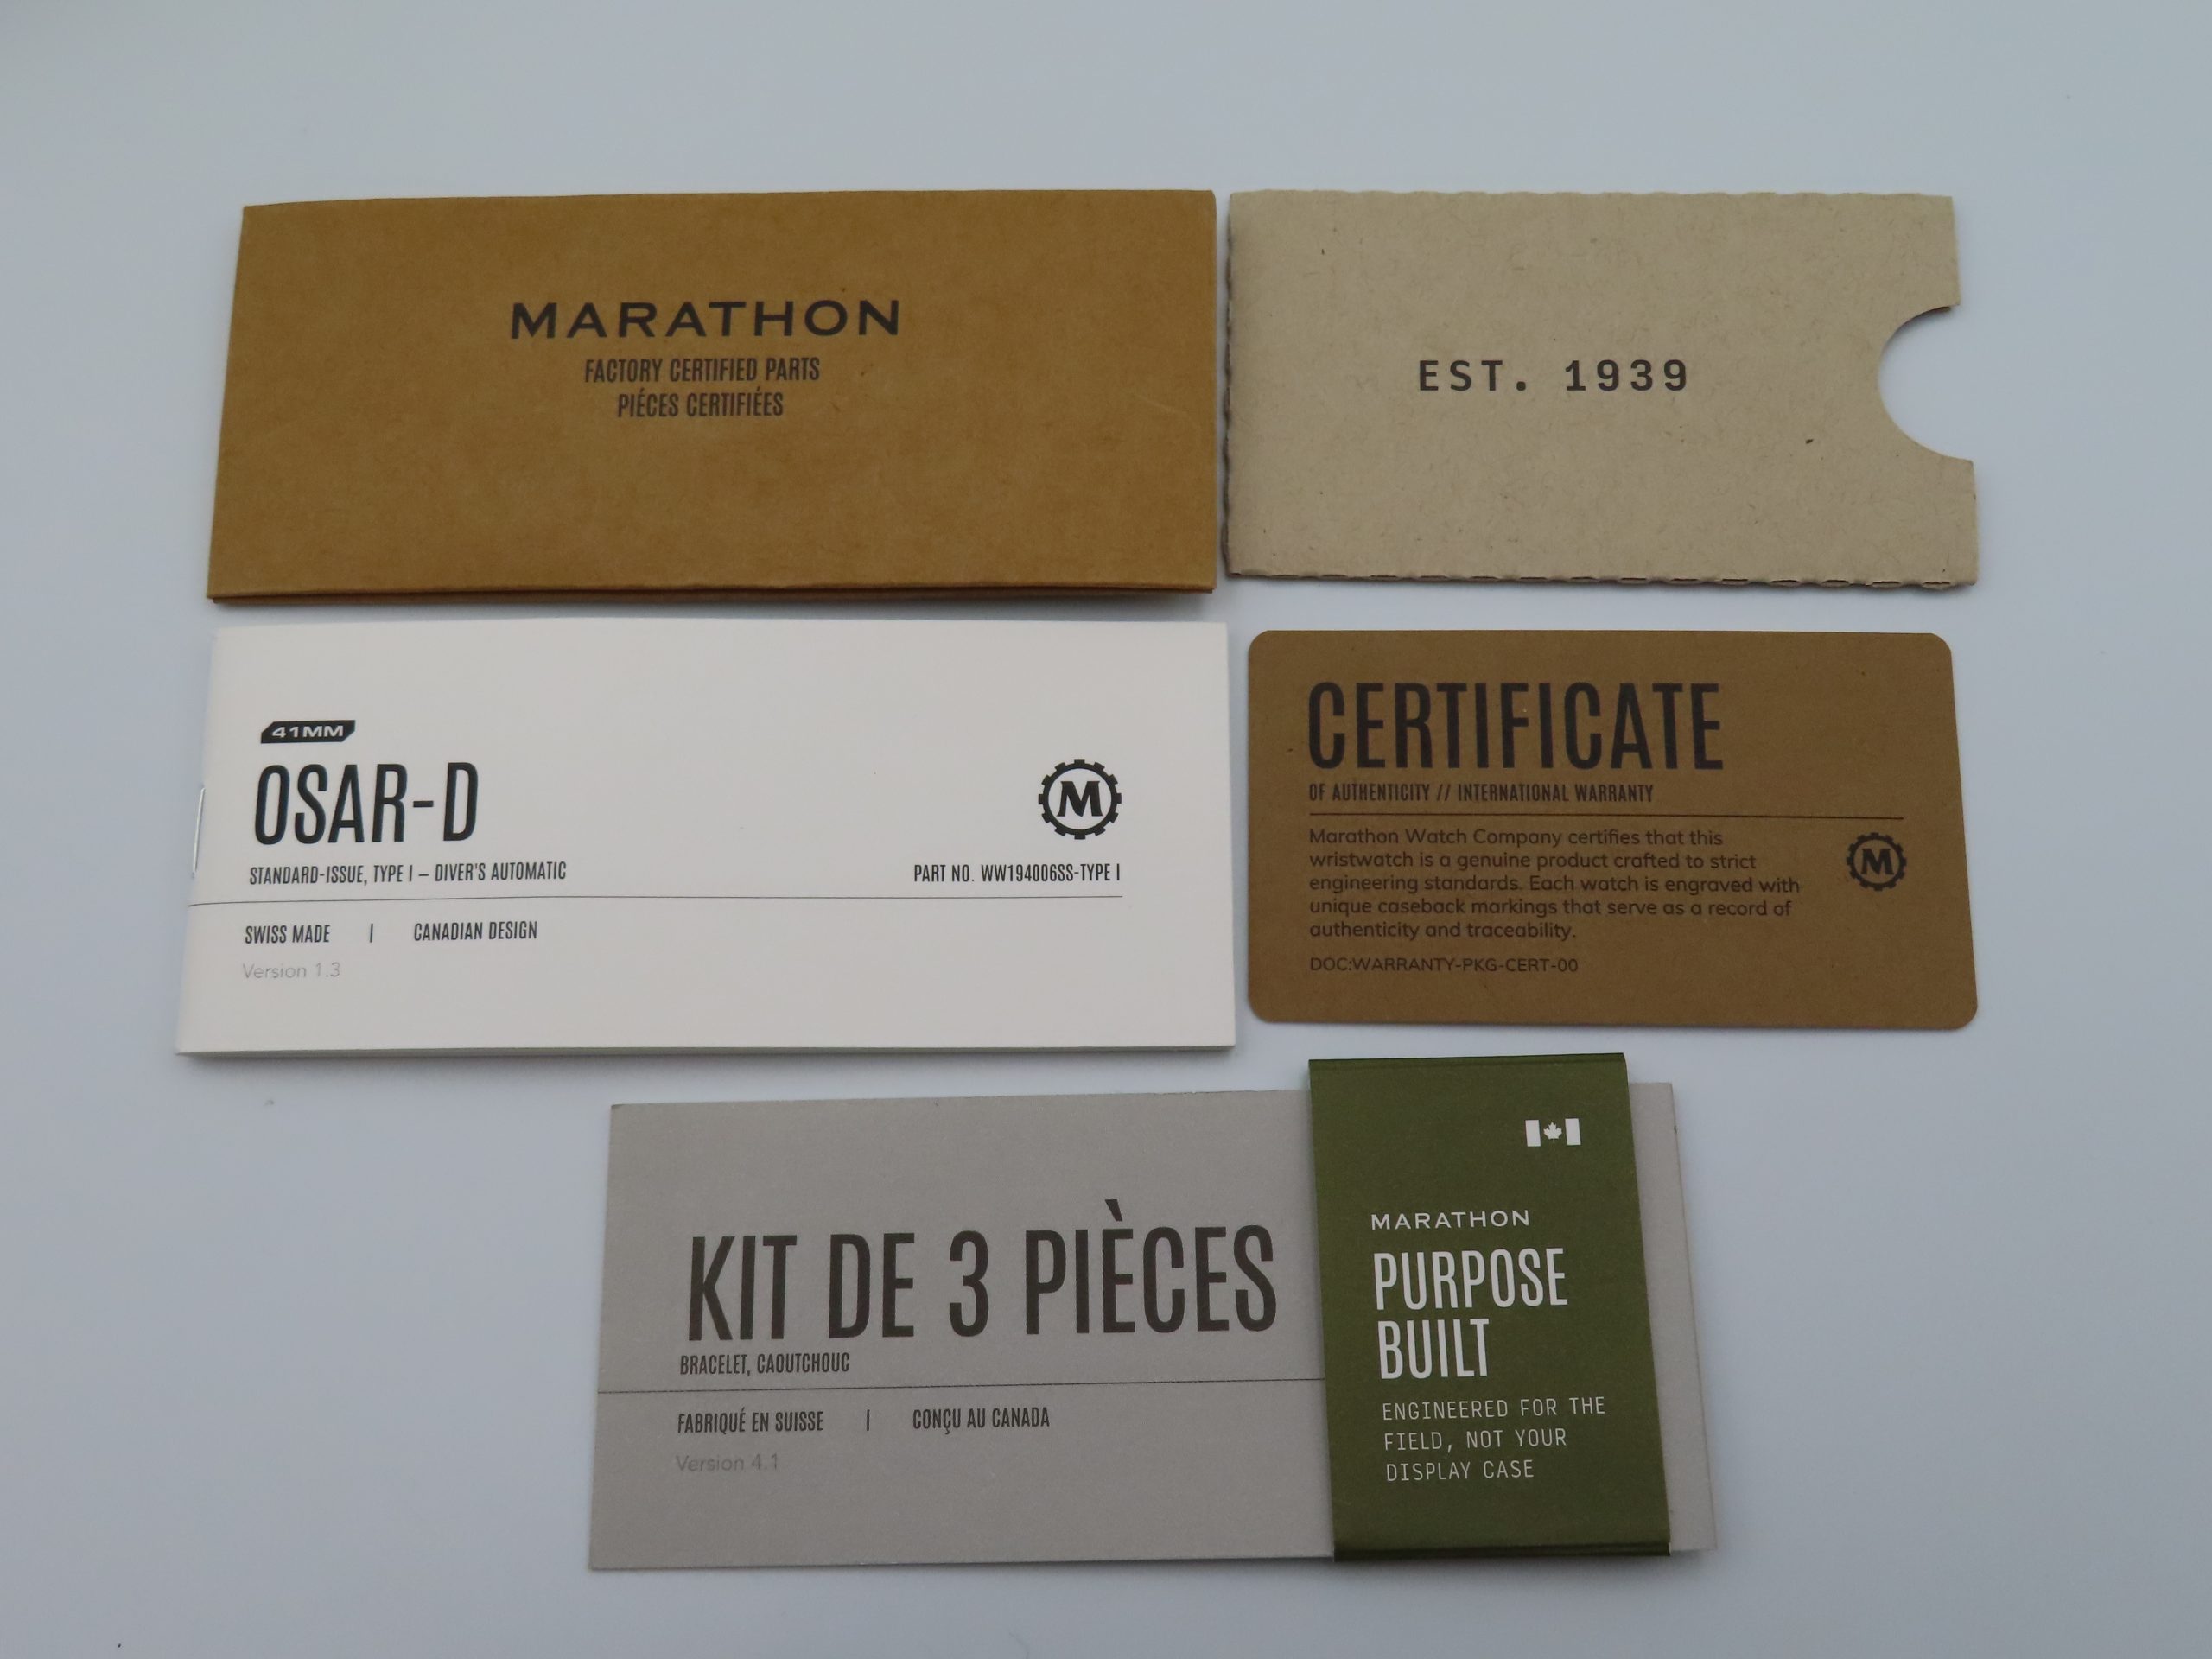 MARATHON
FACTORY CERTIFIED PARTS
PIÉCES CERTIFIÉES
EST. 1939
41MM
OSAR-D
M
STANDARD-ISSUE, TYPE I – DIVER'S AUTOMATIC
PART NO. WW194006SS-TYPE I
SWISS MADE | CANADIAN DESIGN
Version 1.3
CERTIFICATE
OF AUTHENTICITY // INTERNATIONAL WARRANTY
Marathon Watch Company certifies that this
wristwatch is a genuine product crafted to strict
engineering standards. Each watch is engraved with
unique caseback markings that serve as a record of
authenticity and traceability.
M
DOC:WARRANTY-PKG-CERT-00
KIT DE 3 PIÈCES
BRACELET, CAOUTCHOUC
FABRIQUÉ EN SUISSE | CONÇU AU CANADA
Version 4.1
MARATHON
PURPOSE
BUILT
ENGINEERED FOR THE
FIELD, NOT YOUR
DISPLAY CASE